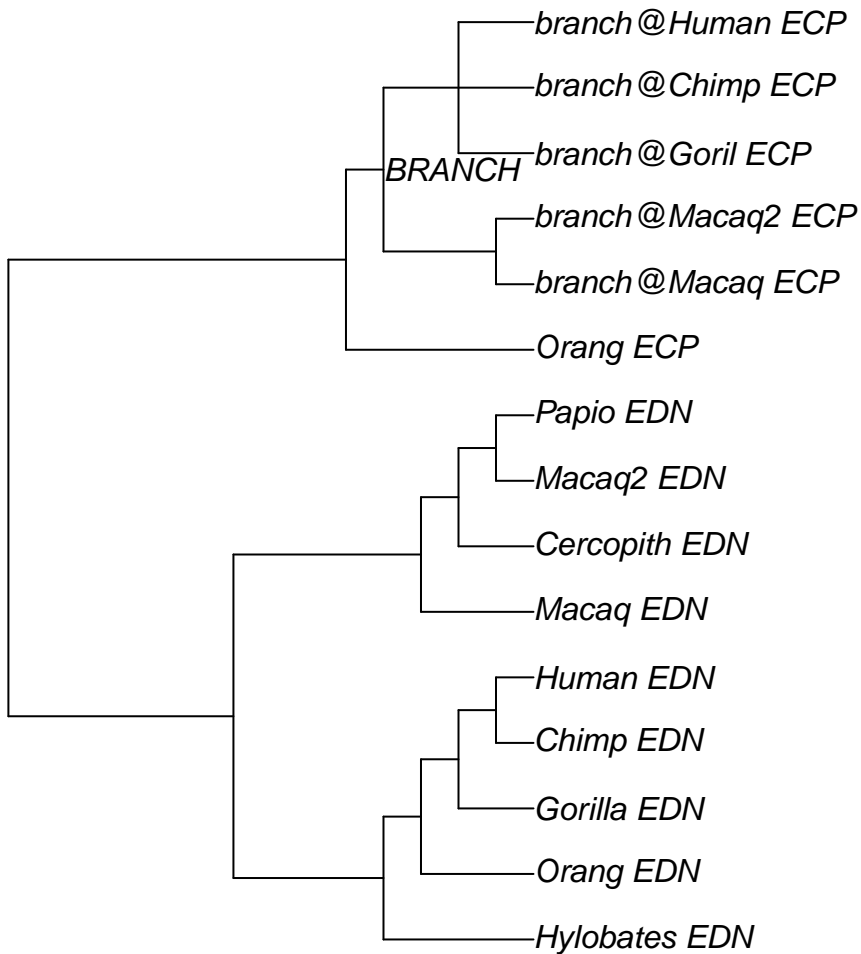 branch@Human ECP
branch@Chimp ECP
branch@Goril ECP
BRANCH
branch@Macaq2 ECP
branch@Macaq ECP
Orang ECP
Papio EDN
Macaq2 EDN
Cercopith EDN
Macaq EDN
Human EDN
Chimp EDN
Gorilla EDN
Orang EDN
Hylobates EDN